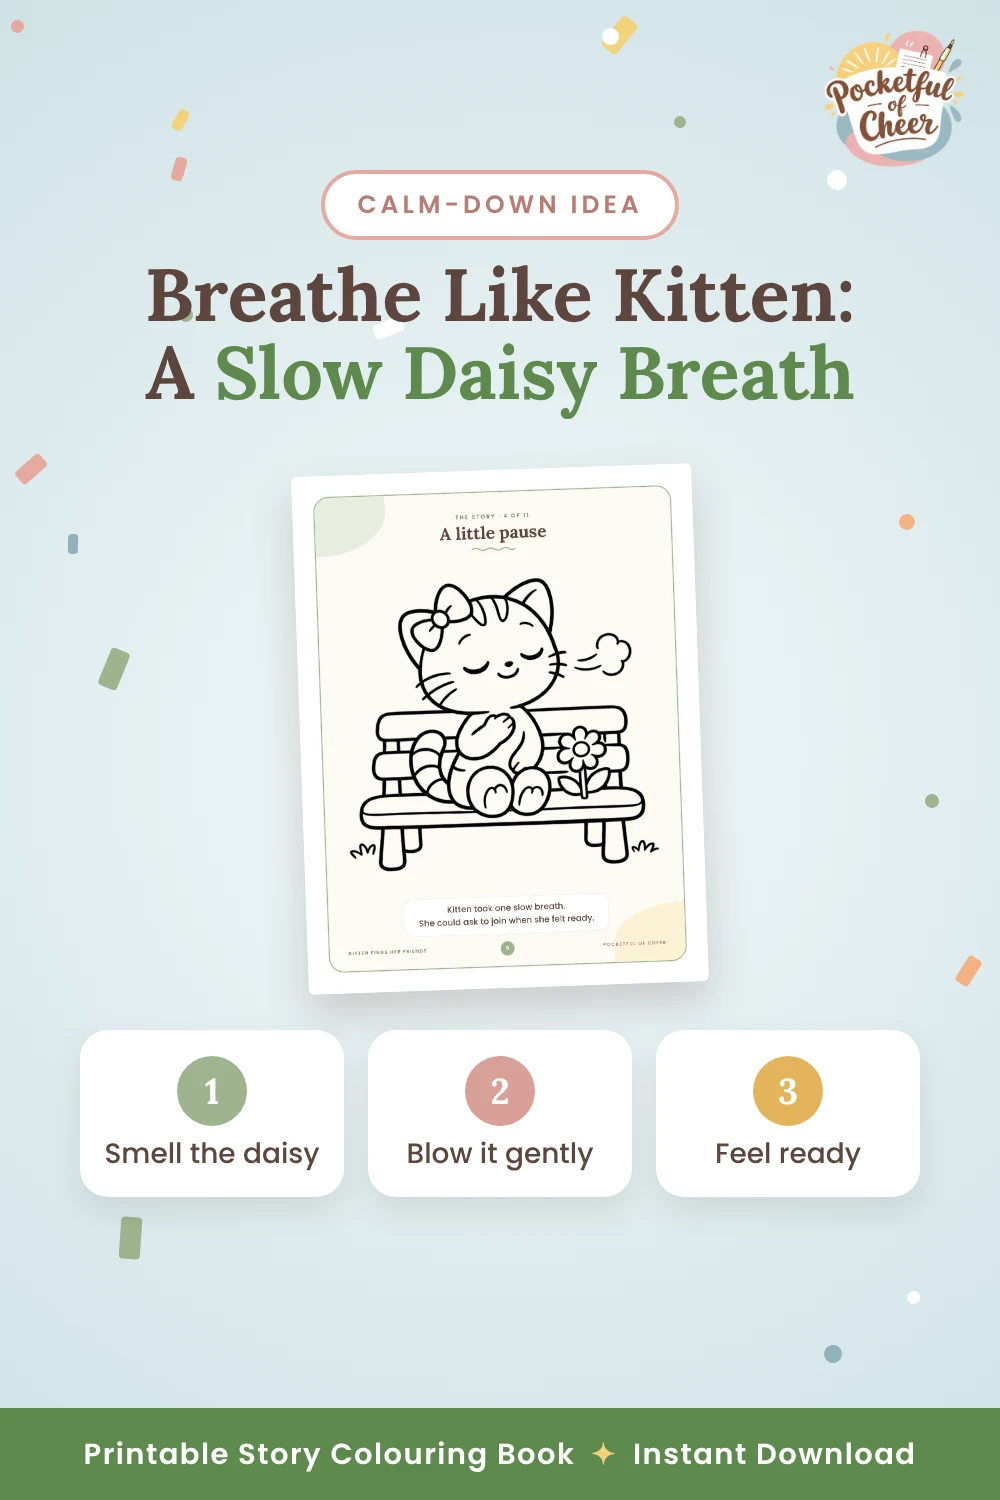 Pocketful
of
Cheer
CALM-DOWN IDEA
Breathe Like Kitten:
A Slow Daisy Breath
THE STORY · 4 OF 11
A little pause
Kitten took one slow breath.
She could ask to join when she felt ready.
KITTEN FINDS HER FRIENDS
POCKETFUL OF CHEER
1
2
3
Smell the daisy
Blow it gently
Feel ready
Printable Story Colouring Book ✦ Instant Download